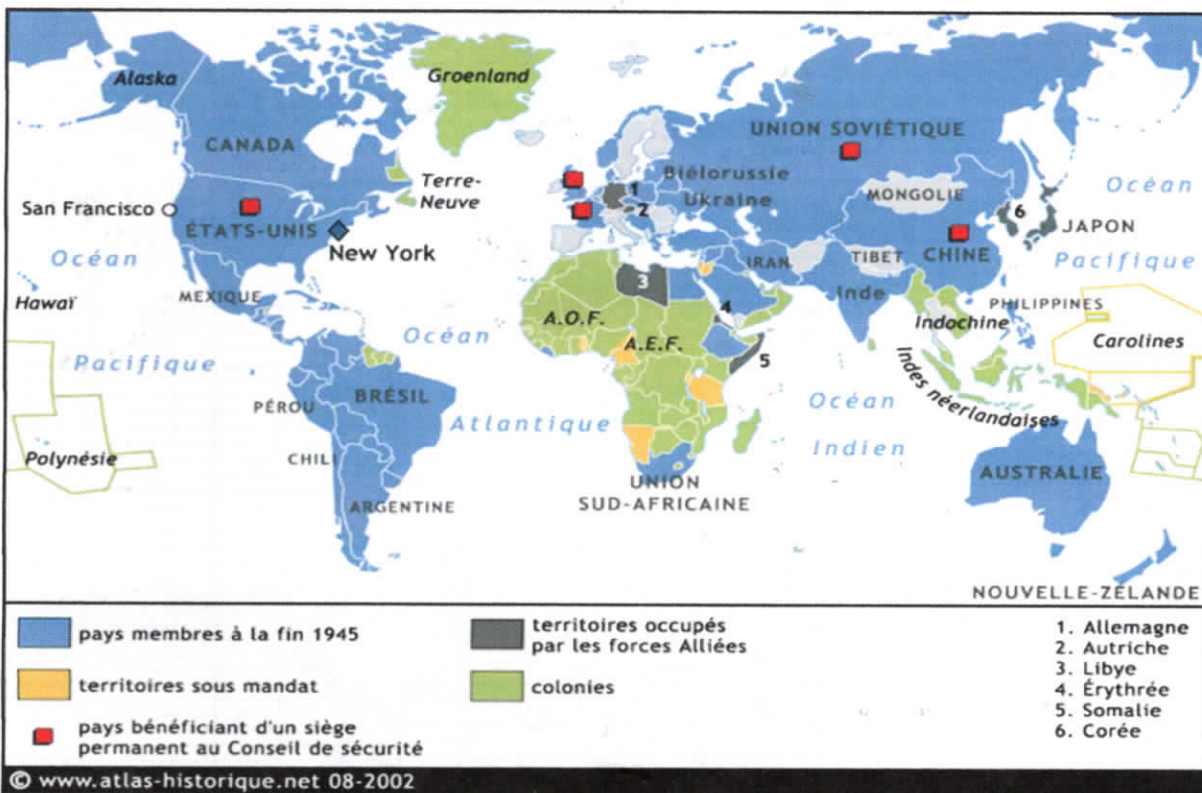 Alaska
Groenland
CANADA
UNION SOVIÉTIQUE
Terre-
Neuve
1
Biélorussie
Ukraine
2
MONGOLIE
Océan
San Francisco
ÉTATS-UNIS
6
JAPON
New York
IRAN
TIBET
CHINE
Océan
Pacifique
Hawaï
MEXIQUE
3
Inde
PHILIPPINES
Océan
A.O.F.
4
Indochine
Pacifique
A.E.F.
5
Carolines
BRÉSIL
PÉROU
Atlantique
Océan
Indes néerlandaises
Indien
Polynésie
CHILI
AUSTRALIE
UNION
SUD-AFRICAINE
ARGENTINE
NOUVELLE-ZÉLANDE
pays membres à la fin 1945
territoires sous mandat
pays bénéficiant d'un siège
permanent au Conseil de sécurité
territoires occupés
par les forces Alliées
colonies
1. Allemagne
2. Autriche
3. Libye
4. Érythrée
5. Somalie
6. Corée
© www.atlas-historique.net 08-2002